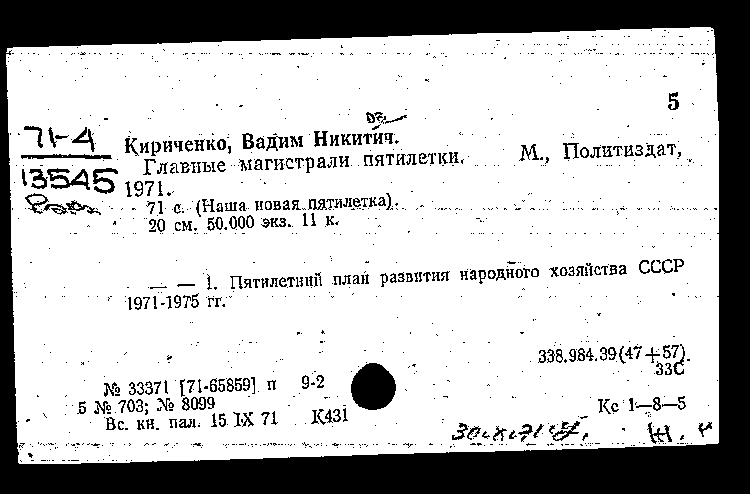 5
71-4
13545
Кириченко, Вадим Никитич.
Главные магистрали пятилетки. М., Политиздат,
1971.
71 с. (Наша новая пятилетка).
20 см. 50.000 экз. 11 к.
— — 1. Пятилетний план развития народного хозяйства СССР
1971-1975 гг.
338.984.39(47+57).
33С
№ 33371 [71-65859] п 9-2
5 № 703; № 8099
Вс. кн. пал. 15 IX 71 К431
Кс 1—8—5